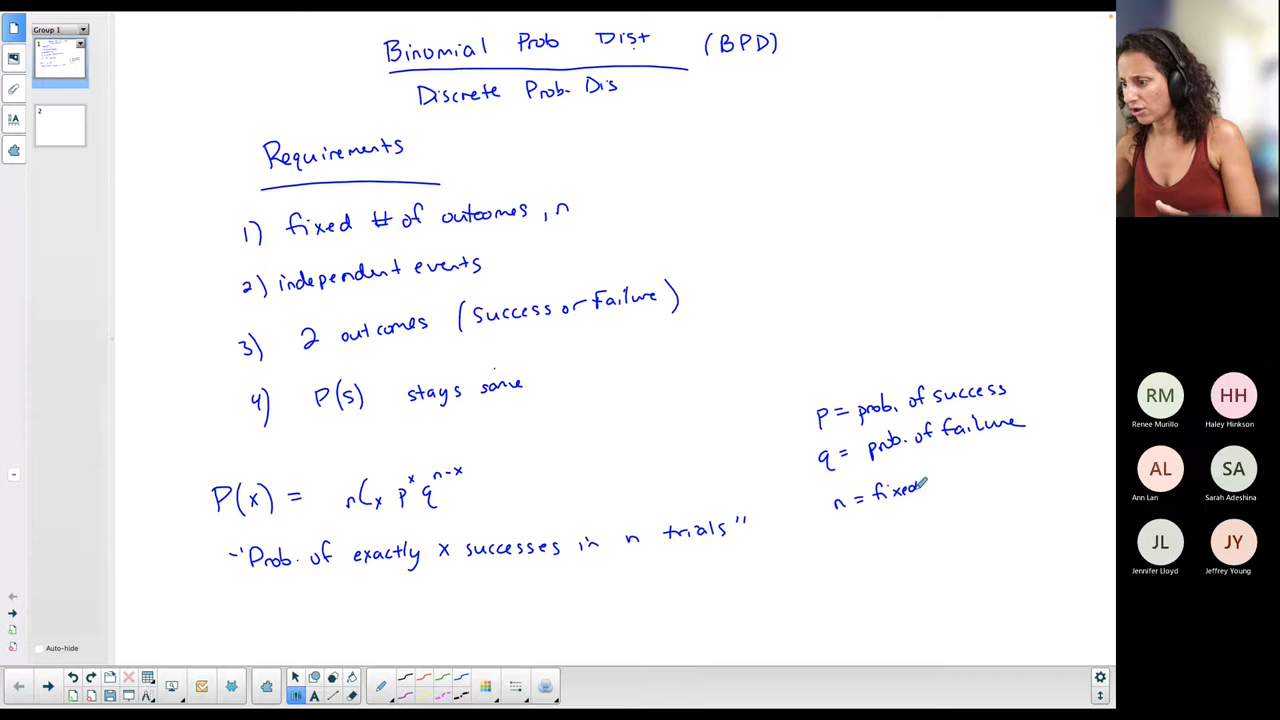 Group 1
1
2
Binomial Prob Dist (BPD)
Discrete Prob. Dis
Requirements
1) fixed # of outcomes, n
2) independent events
3) 2 outcomes (Success or Failure)
4) P(S) stays same
p = prob. of success
q = prob. of failure
n = fixed
P(x) = nCx p^x q^n-x
"Prob. of exactly x successes in n trials"
Auto-hide
RM
Renee Murillo
HH
Haley Hinkson
AL
Ann Lan
SA
Sarah Adeshina
JL
Jennifer Lloyd
JY
Jeffrey Young